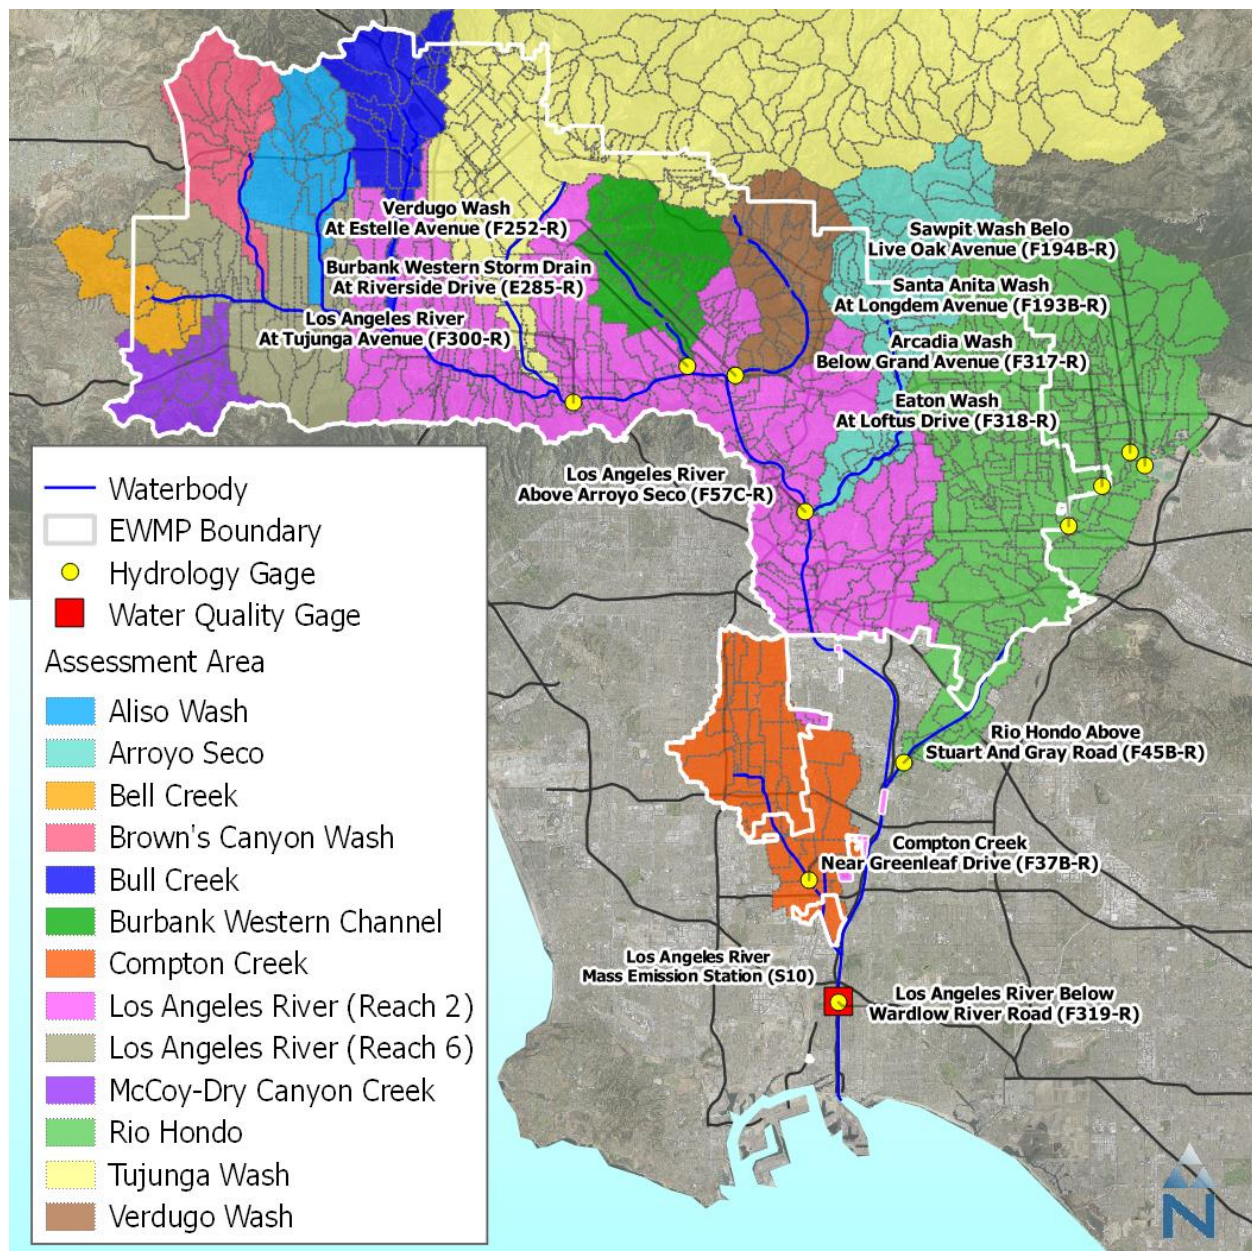 Verdugo Wash
At Estelle Avenue (F252-R)
Burbank Western Storm Drain
At Riverside Drive (E285-R)
Los Angeles River
At Tujunga Avenue (F300-R)
Sawpit Wash Belo
Live Oak Avenue (F194B-R)
Santa Anita Wash
At Longdem Avenue (F193B-R)
Arcadia Wash
Below Grand Avenue (F317-R)
Eaton Wash
At Loftus Drive (F318-R)
Los Angeles River
Above Arroyo Seco (F57C-R)
Rio Hondo Above
Stuart And Gray Road (F45B-R)
Compton Creek
Near Greenleaf Drive (F37B-R)
Los Angeles River
Mass Emission Station (S10)
Los Angeles River Below
Wardlow River Road (F319-R)
Waterbody
EWMP Boundary
Hydrology Gage
Water Quality Gage
Assessment Area
Aliso Wash
Arroyo Seco
Bell Creek
Brown's Canyon Wash
Bull Creek
Burbank Western Channel
Compton Creek
Los Angeles River (Reach 2)
Los Angeles River (Reach 6)
McCoy-Dry Canyon Creek
Rio Hondo
Tujunga Wash
Verdugo Wash
N